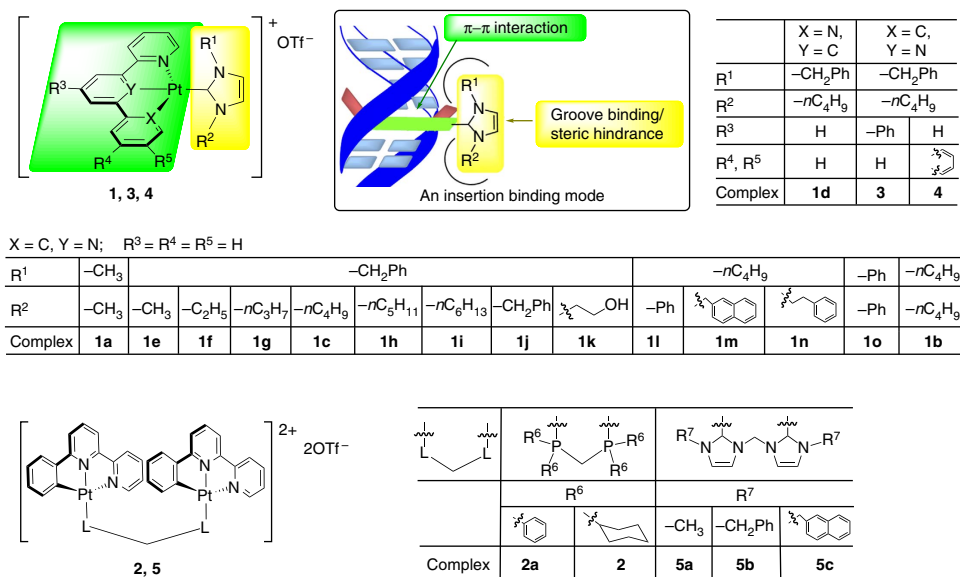 +
OTf⁻
R¹
N
Pt
Y
X
N
N
R³
R²
R⁴
R⁵
1, 3, 4
π–π interaction
R¹
N
N
R²
Groove binding/
steric hindrance
An insertion binding mode
X = N, X = C,
Y = C Y = N
R¹ –CH₂Ph –CH₂Ph
R² –nC₄H₉ –nC₄H₉
R³ H –Ph H
R⁴, R⁵ H H
Complex 1d 3 4
X = C, Y = N; R³ = R⁴ = R⁵ = H
R¹ –CH₃ –CH₂Ph –nC₄H₉ –Ph –nC₄H₉
R² –CH₃ –CH₃ –C₂H₅ –nC₃H₇ –nC₄H₉ –nC₅H₁₁ –nC₆H₁₃ –CH₂Ph OH –Ph –Ph –nC₄H₉
Complex 1a 1e 1f 1g 1c 1h 1i 1j 1k 1l 1m 1n 1o 1b
2+
2OTf⁻
N N
Pt N Pt N
L L
2, 5
L L
R⁶ P P R⁶
R⁶ R⁶
R⁷ N N N N R⁷
R⁶ R⁷
–CH₃ –CH₂Ph
Complex 2a 2 5a 5b 5c